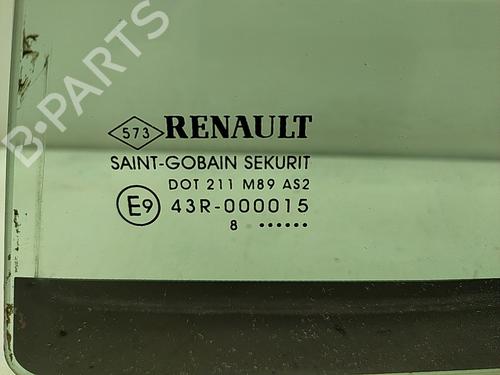 B-PARTS
573 RENAULT
SAINT-GOBAIN SEKURIT
DOT 211 M89 AS2
E9 43R-000015
8 ••••••